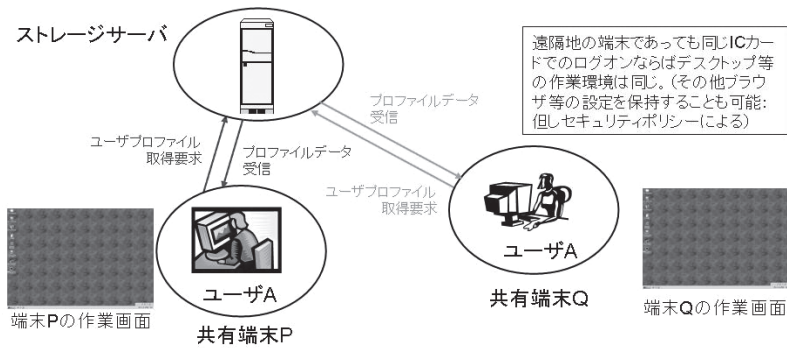 ストレージサーバ
遠隔地の端末であっても同じICカー
ドでのログオンならばデスクトップ等
の作業環境は同じ。（その他ブラウ
ザ等の設定を保持することも可能：
但しセキュリティポリシーによる）
プロファイルデータ
受信
ユーザプロファイル
取得要求
プロファイルデータ
受信
ユーザプロファイル
取得要求
ユーザA
ユーザA
端末Pの作業画面
共有端末P
共有端末Q
端末Qの作業画面